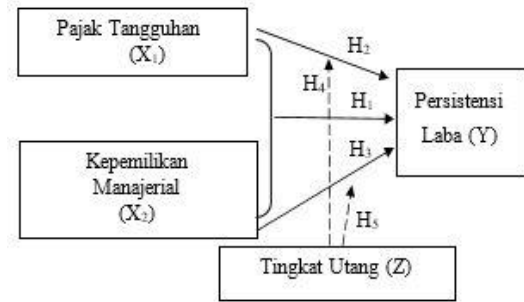 Pajak Tangguhan
(X₁)
H₂
H₄
H₁
Persistensi
Laba (Y)
Kepemilikan
Manajerial
(X₂)
H₃
H₅
Tingkat Utang (Z)